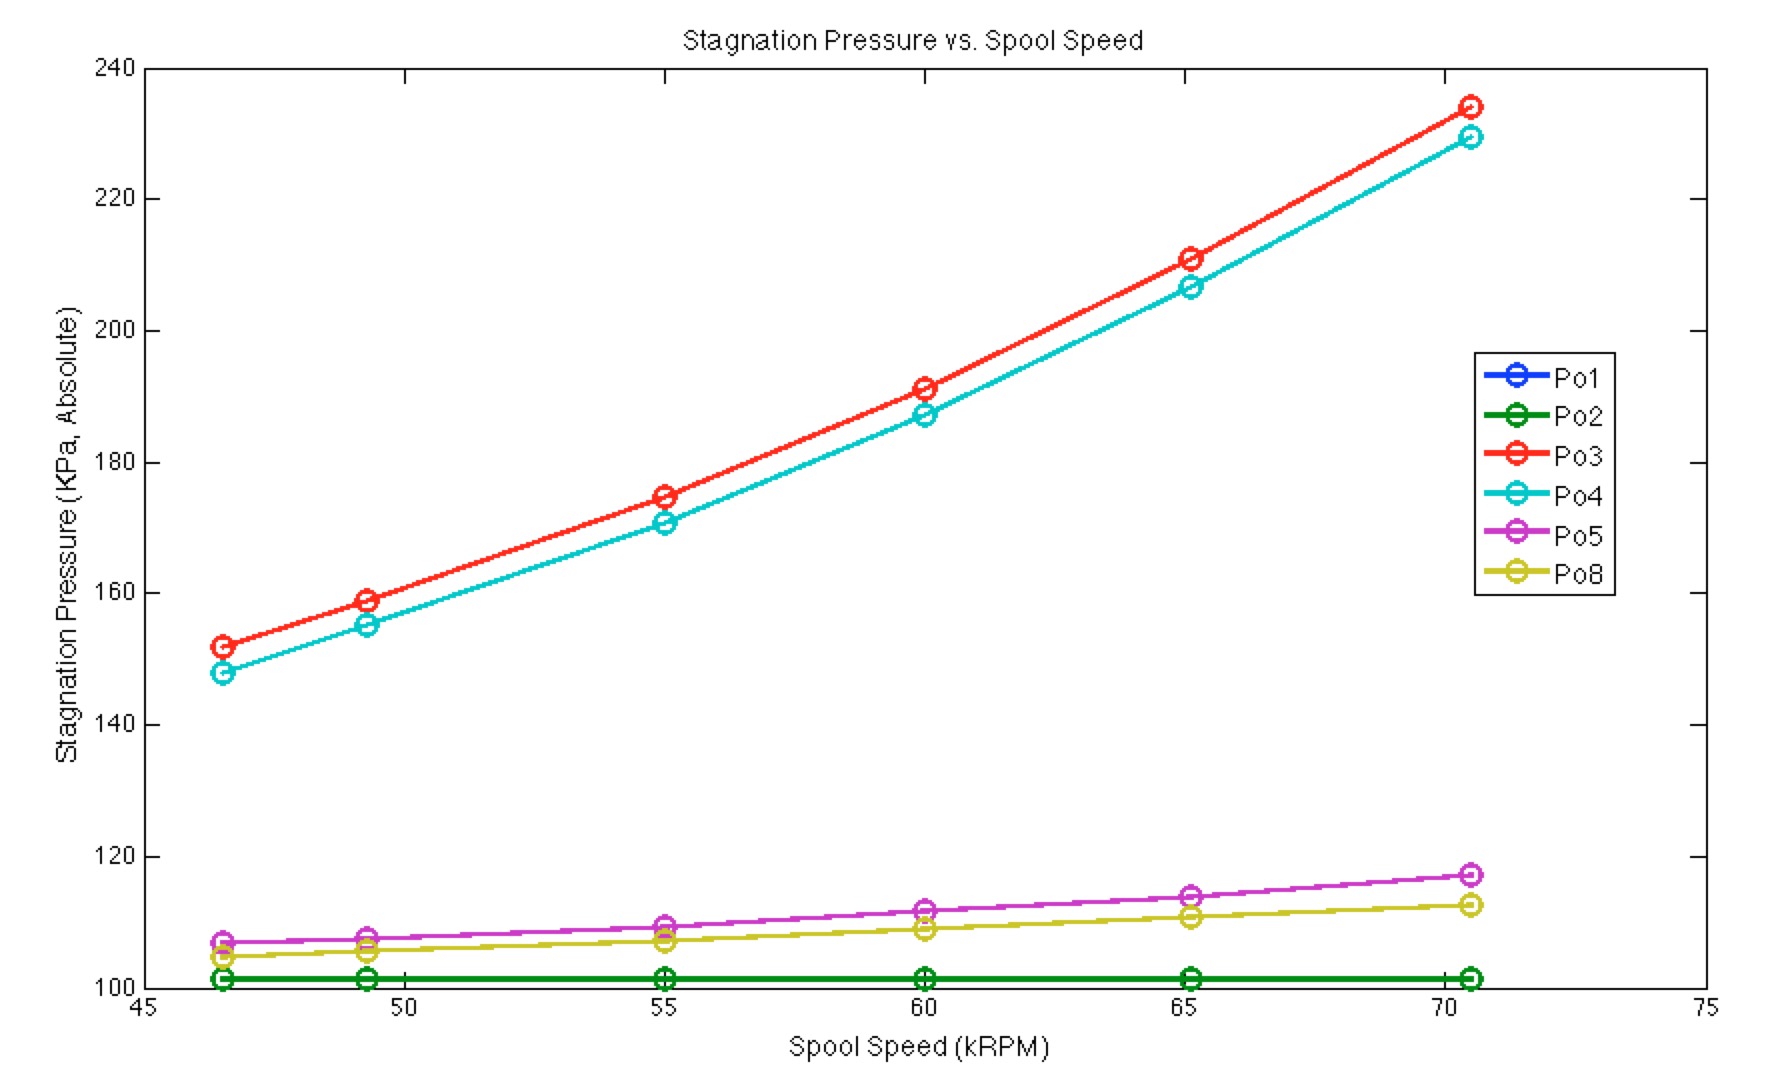 Stagnation Pressure vs. Spool Speed
240
220
200
180
160
140
120
100
Stagnation Pressure (KPa, Absolute)
Po1
Po2
Po3
Po4
Po5
Po8
45 50 55 60 65 70 75
Spool Speed (kRPM)